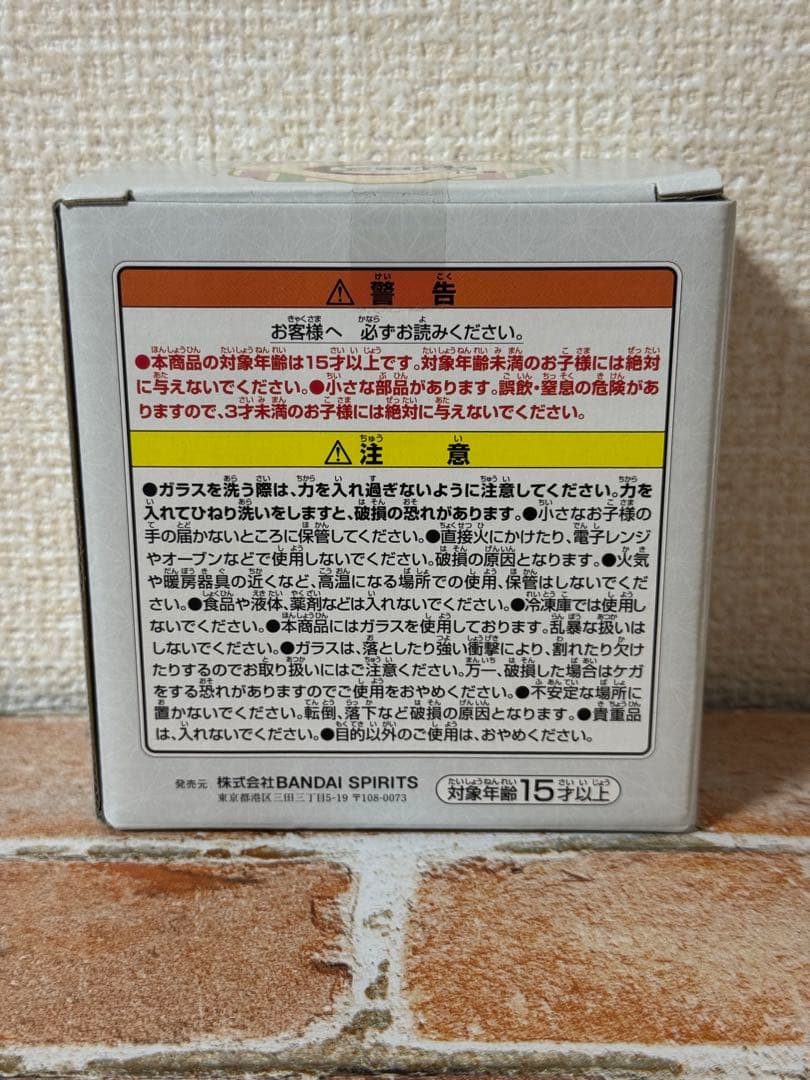 ⚠警告
お客様へ 必ずお読みください。
●本商品の対象年齢は15才以上です。対象年齢未満のお子様には絶対
に与えないでください。●小さな部品があります。誤飲・窒息の危険があ
りますので、3才未満のお子様には絶対に与えないでください。
⚠注意
●ガラスを洗う際は、力を入れ過ぎないように注意してください。力を
入れてひねり洗いをしますと、破損の恐れがあります。●小さなお子様の
手の届かないところに保管してください。●直接火にかけたり、電子レンジ
やオーブンなどで使用しないでください。破損の原因となります。●火気
や暖房器具の近くなど、高温になる場所での使用、保管はしないでくだ
さい。●食品や液体、薬剤などは入れないでください。●冷凍庫では使用し
ないでください。●本商品にはガラスを使用しております。乱暴な扱いは
しないでください。●ガラスは、落としたり強い衝撃により、割れたり欠け
たりするのでお取り扱いにはご注意ください。万一、破損した場合はケガ
をする恐れがありますのでご使用をおやめください。●不安定な場所に
置かないでください。転倒、落下など破損の原因となります。●貴重品
は、入れないでください。●目的以外のご使用は、おやめください。
発売元 株式会社BANDAI SPIRITS
東京都港区三田三丁目5-19 〒108-0073
対象年齢15才以上